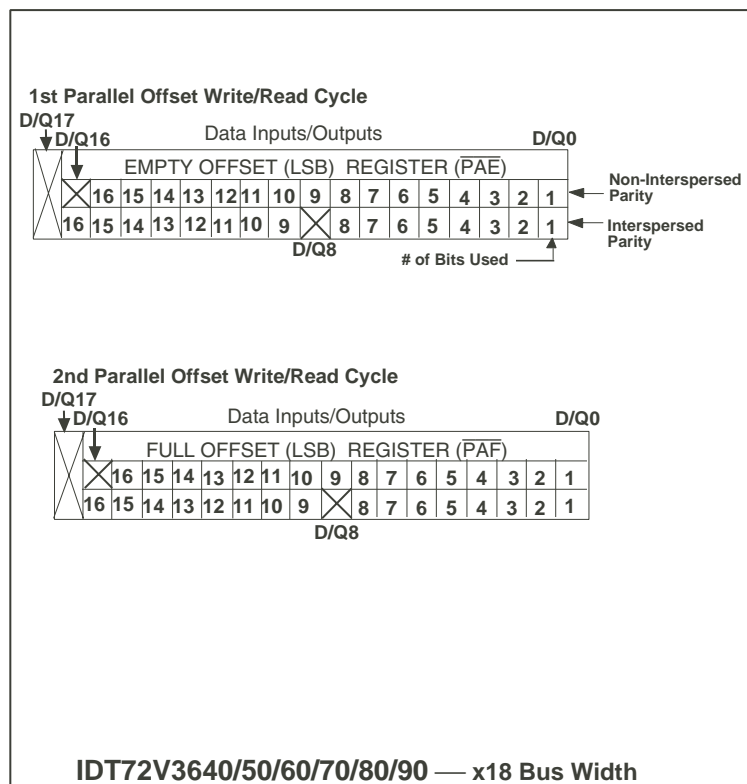 1st Parallel Offset Write/Read Cycle
D/Q17
D/Q16
Data Inputs/Outputs
D/Q0
EMPTY OFFSET (LSB) REGISTER (PAE)
16 15 14 13 12 11 10 9 8 7 6 5 4 3 2 1
Non-Interspersed
Parity
16 15 14 13 12 11 10 9 8 7 6 5 4 3 2 1
Interspersed
Parity
D/Q8
# of Bits Used
2nd Parallel Offset Write/Read Cycle
D/Q17
D/Q16
Data Inputs/Outputs
D/Q0
FULL OFFSET (LSB) REGISTER (PAF)
16 15 14 13 12 11 10 9 8 7 6 5 4 3 2 1
16 15 14 13 12 11 10 9 8 7 6 5 4 3 2 1
D/Q8
IDT72V3640/50/60/70/80/90 — x18 Bus Width